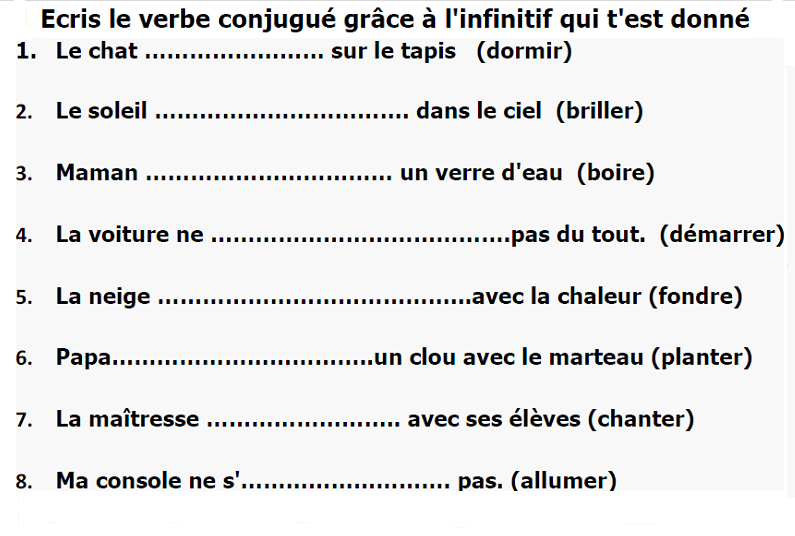 Ecris le verbe conjugué grâce à l'infinitif qui t'est donné
1. Le chat ........................ sur le tapis (dormir)
2. Le soleil .................................. dans le ciel (briller)
3. Maman ................................. un verre d'eau (boire)
4. La voiture ne ........................................pas du tout. (démarrer)
5. La neige ..........................................avec la chaleur (fondre)
6. Papa...................................un clou avec le marteau (planter)
7. La maîtresse .......................... avec ses élèves (chanter)
8. Ma console ne s'............................ pas. (allumer)